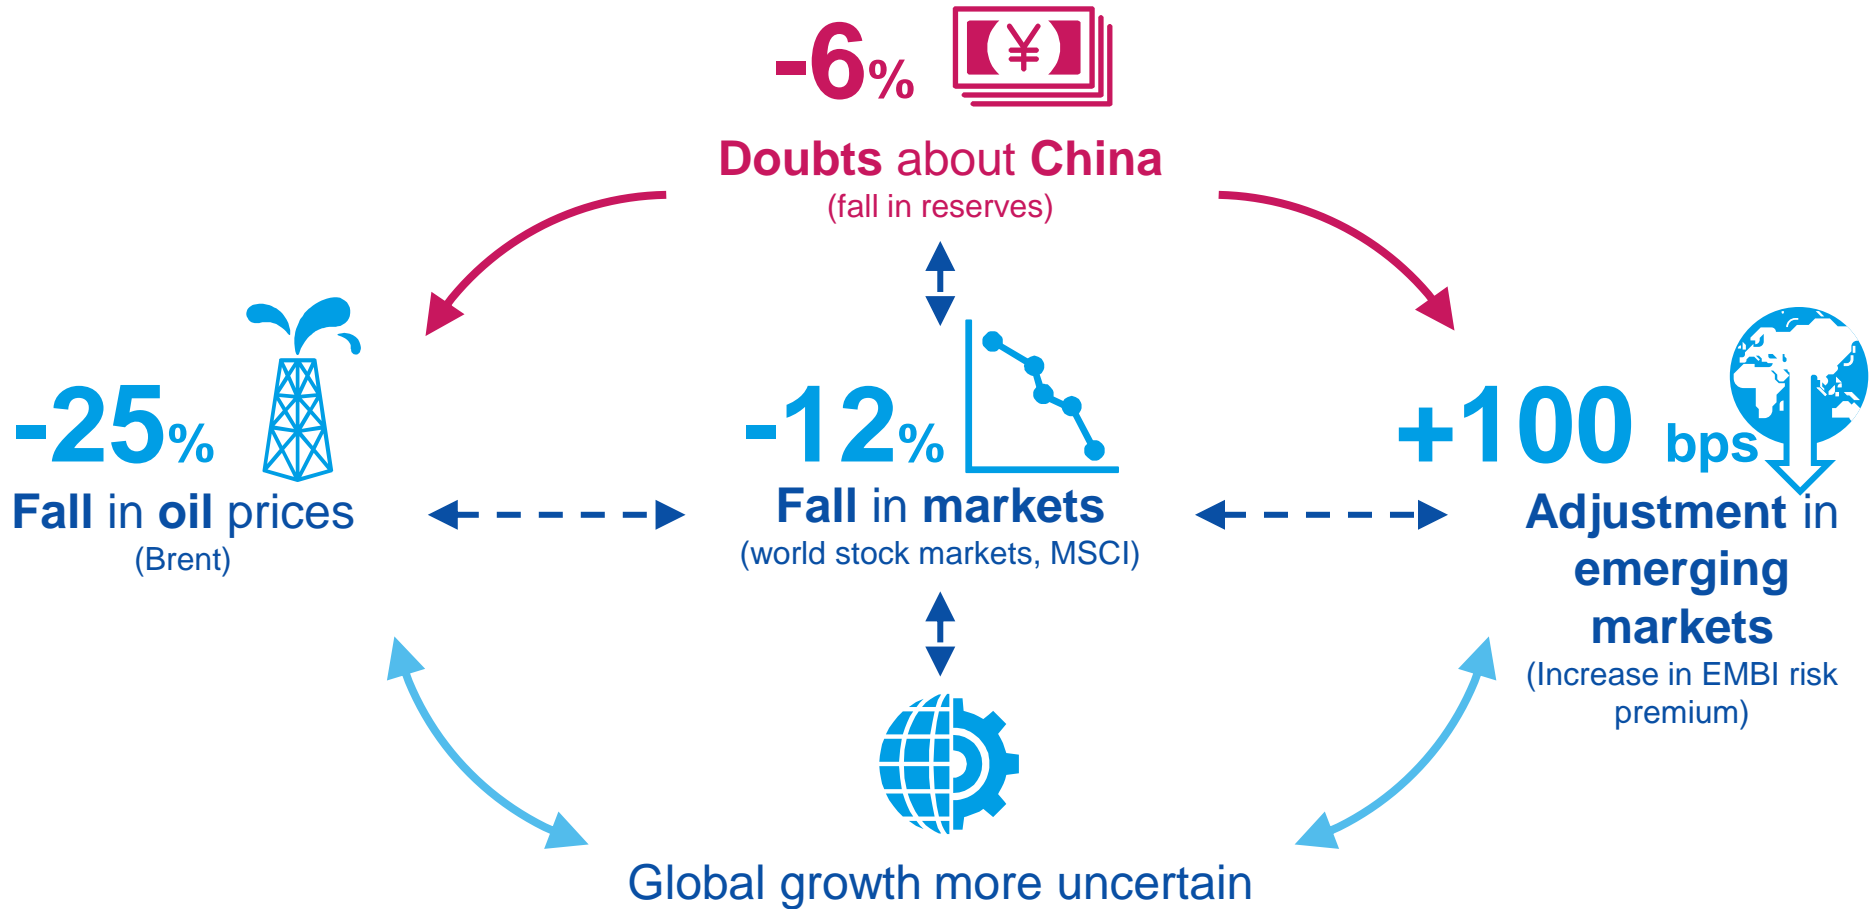 -6%
¥
Doubts about China
(fall in reserves)
-25%
Fall in oil prices
(Brent)
-12%
Fall in markets
(world stock markets, MSCI)
+100 bps
Adjustment in
emerging
markets
(Increase in EMBI risk
premium)
Global growth more uncertain